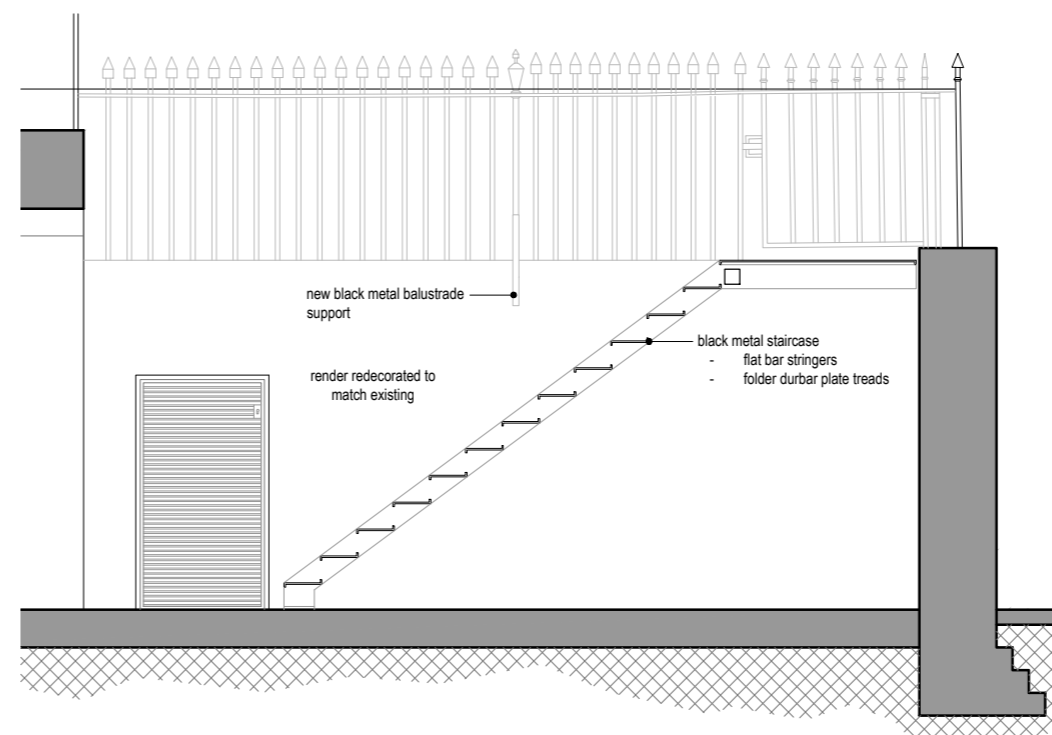 new black metal balustrade
support
black metal staircase
- flat bar stringers
- folder durbar plate treads
render redecorated to
match existing